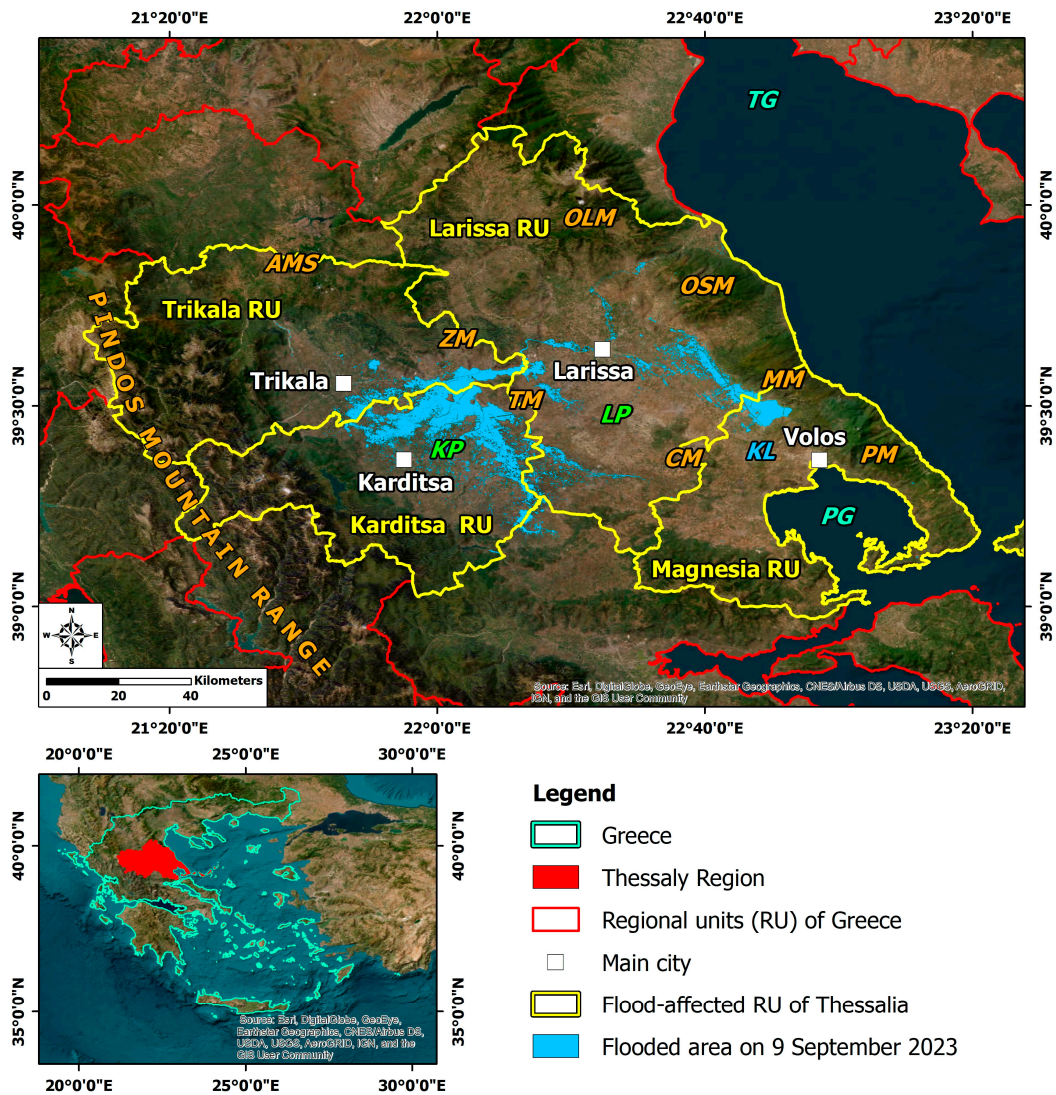 21°20'0"E 22°0'0"E 22°40'0"E 23°20'0"E
TG
40°0'0"N 40°0'0"N
OLM
Larissa RU
AMS
OSM
Trikala RU
PINDOS MOUNTAIN RANGE
ZM
Larissa
Trikala
MM
39°30'0"N 39°30'0"N
TM
LP
Volos
KP
CM
KL
PM
Karditsa
PG
Karditsa RU
Magnesia RU
39°0'0"N 39°0'0"N
N
W E
S
Kilometers
0 20 40
Source: Esri, DigitalGlobe, GeoEye, Earthstar Geographics, CNES/Airbus DS, USDA, USGS, AeroGRID,
IGN, and the GIS User Community
21°20'0"E 22°0'0"E 22°40'0"E 23°20'0"E
20°0'0"E 25°0'0"E 30°0'0"E
40°0'0"N 40°0'0"N
35°0'0"N 35°0'0"N
Source: Esri, DigitalGlobe, GeoEye,
Earthstar Geographics, CNES/Airbus DS,
USDA, USGS, AeroGRID, IGN, and the
GIS User Community
20°0'0"E 25°0'0"E 30°0'0"E
Legend
Greece
Thessaly Region
Regional units (RU) of Greece
Main city
Flood-affected RU of Thessalia
Flooded area on 9 September 2023